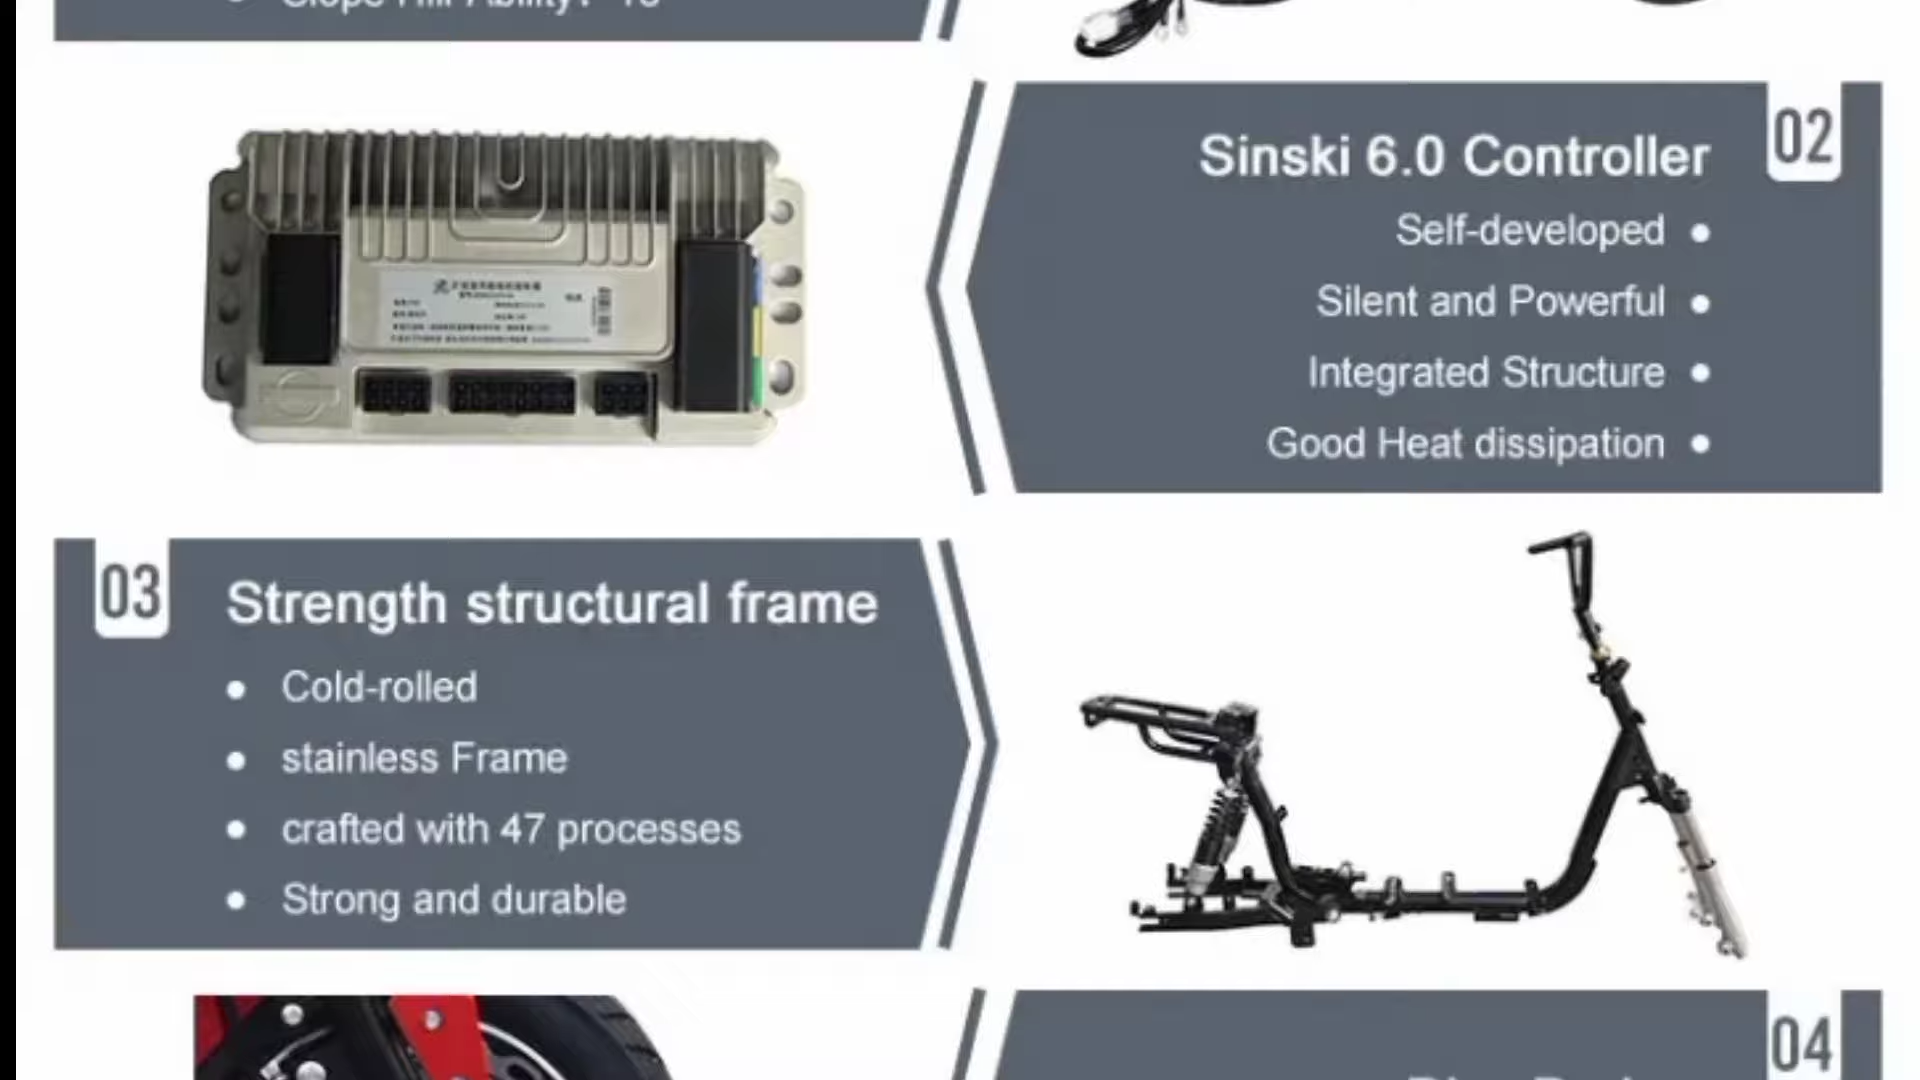 02
Sinski 6.0 Controller
Self-developed
Silent and Powerful
Integrated Structure
Good Heat dissipation
03
Strength structural frame
Cold-rolled
stainless Frame
crafted with 47 processes
Strong and durable
04